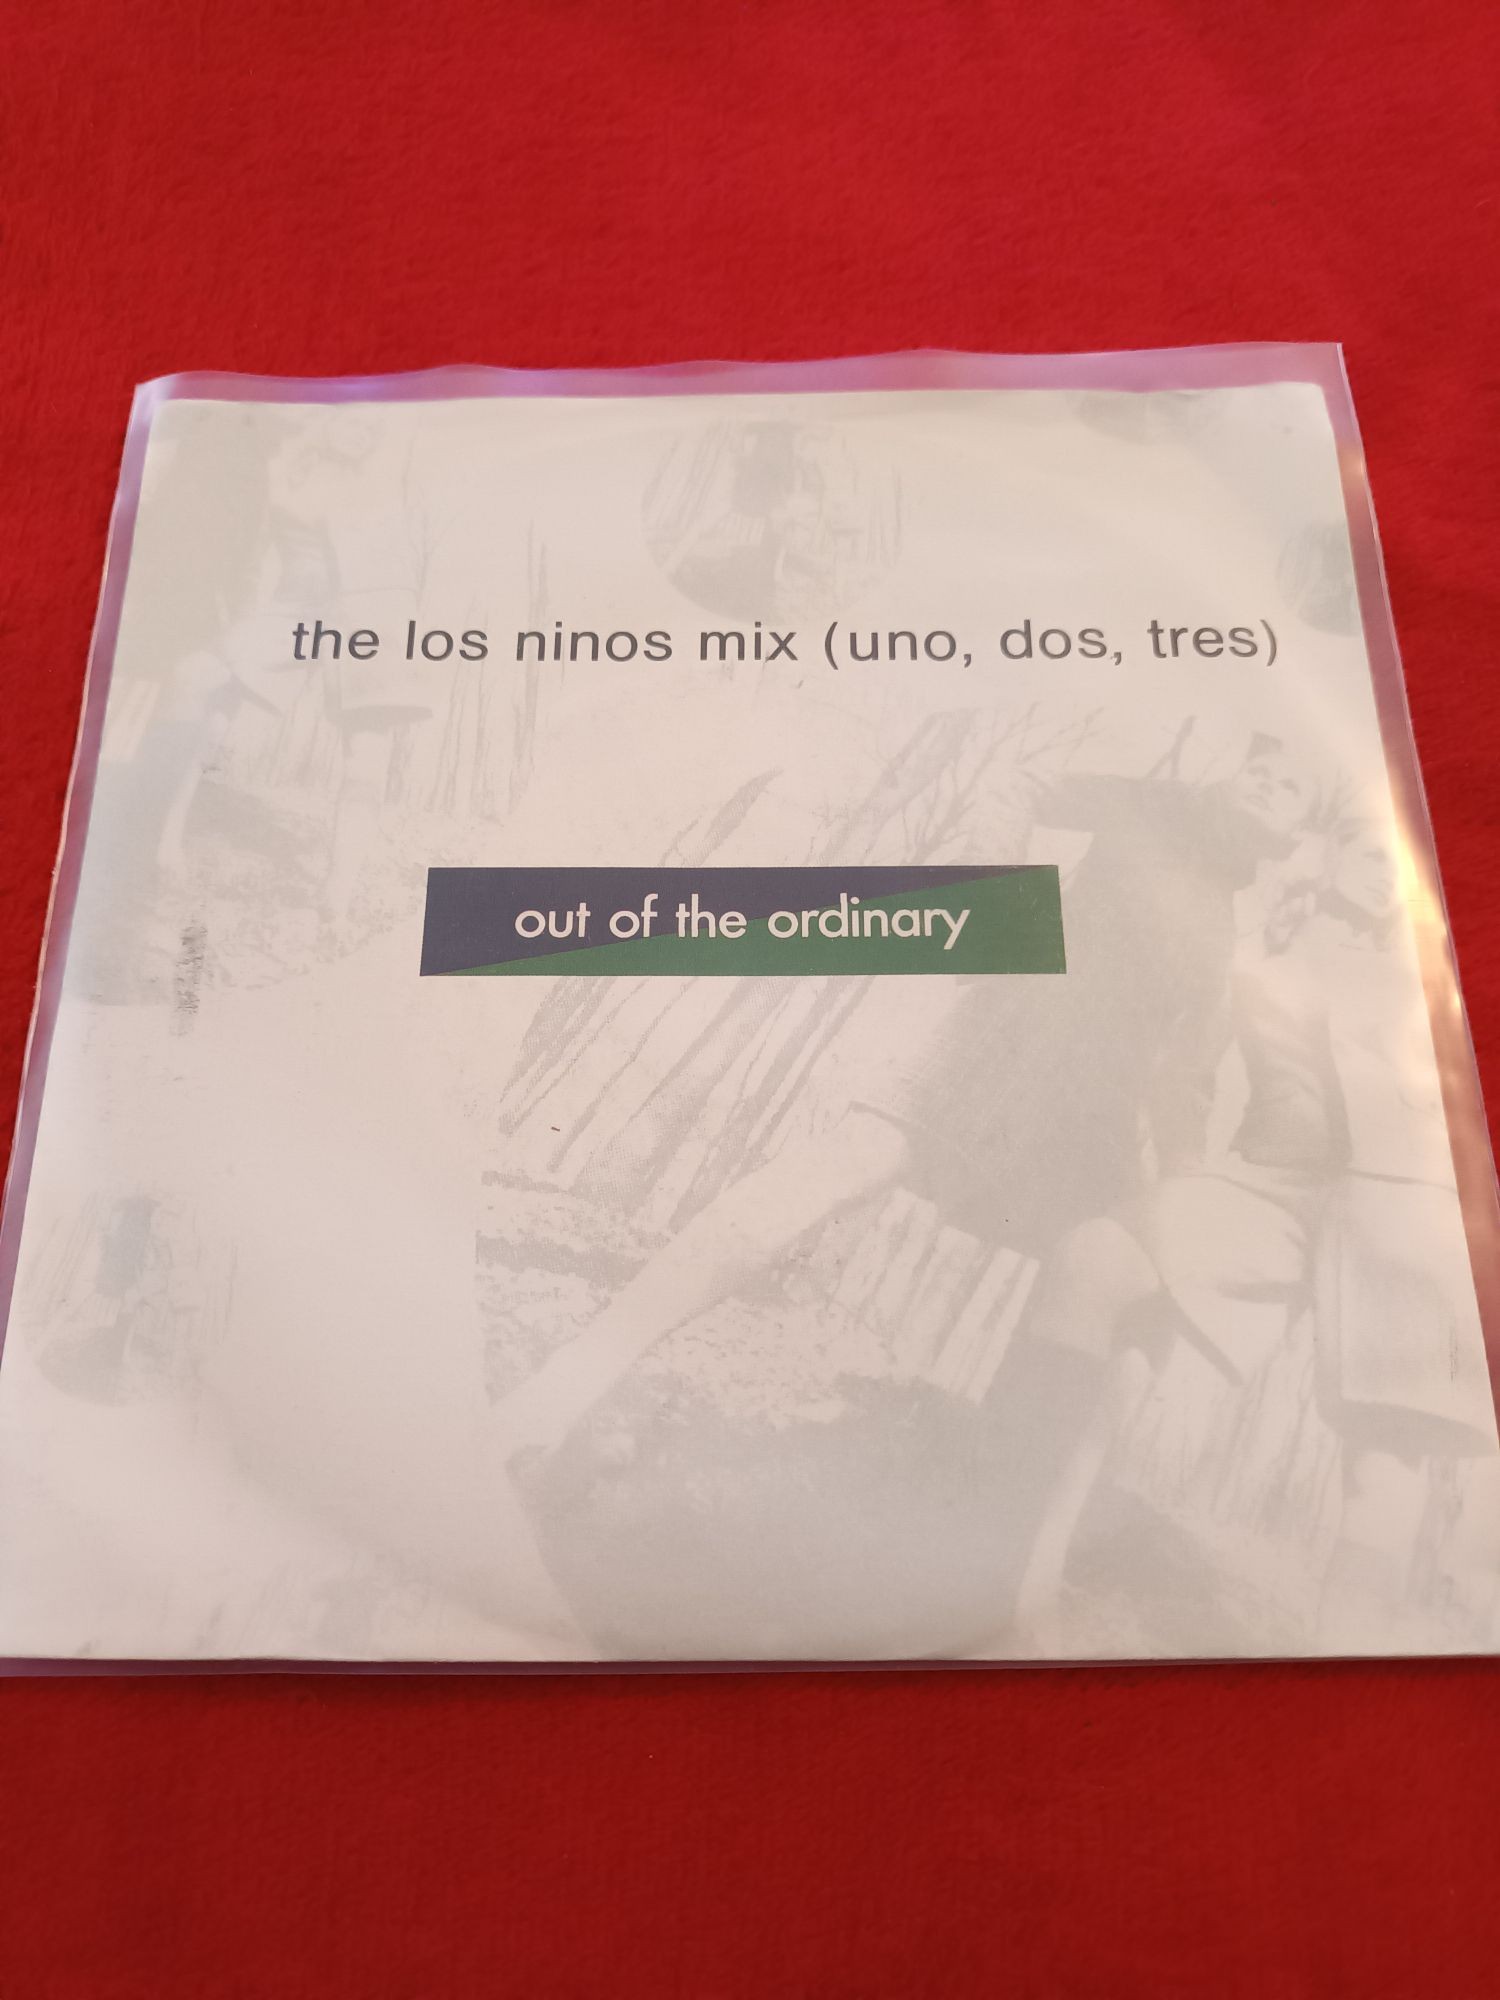 the los ninos mix (uno, dos, tres)
out of the ordinary